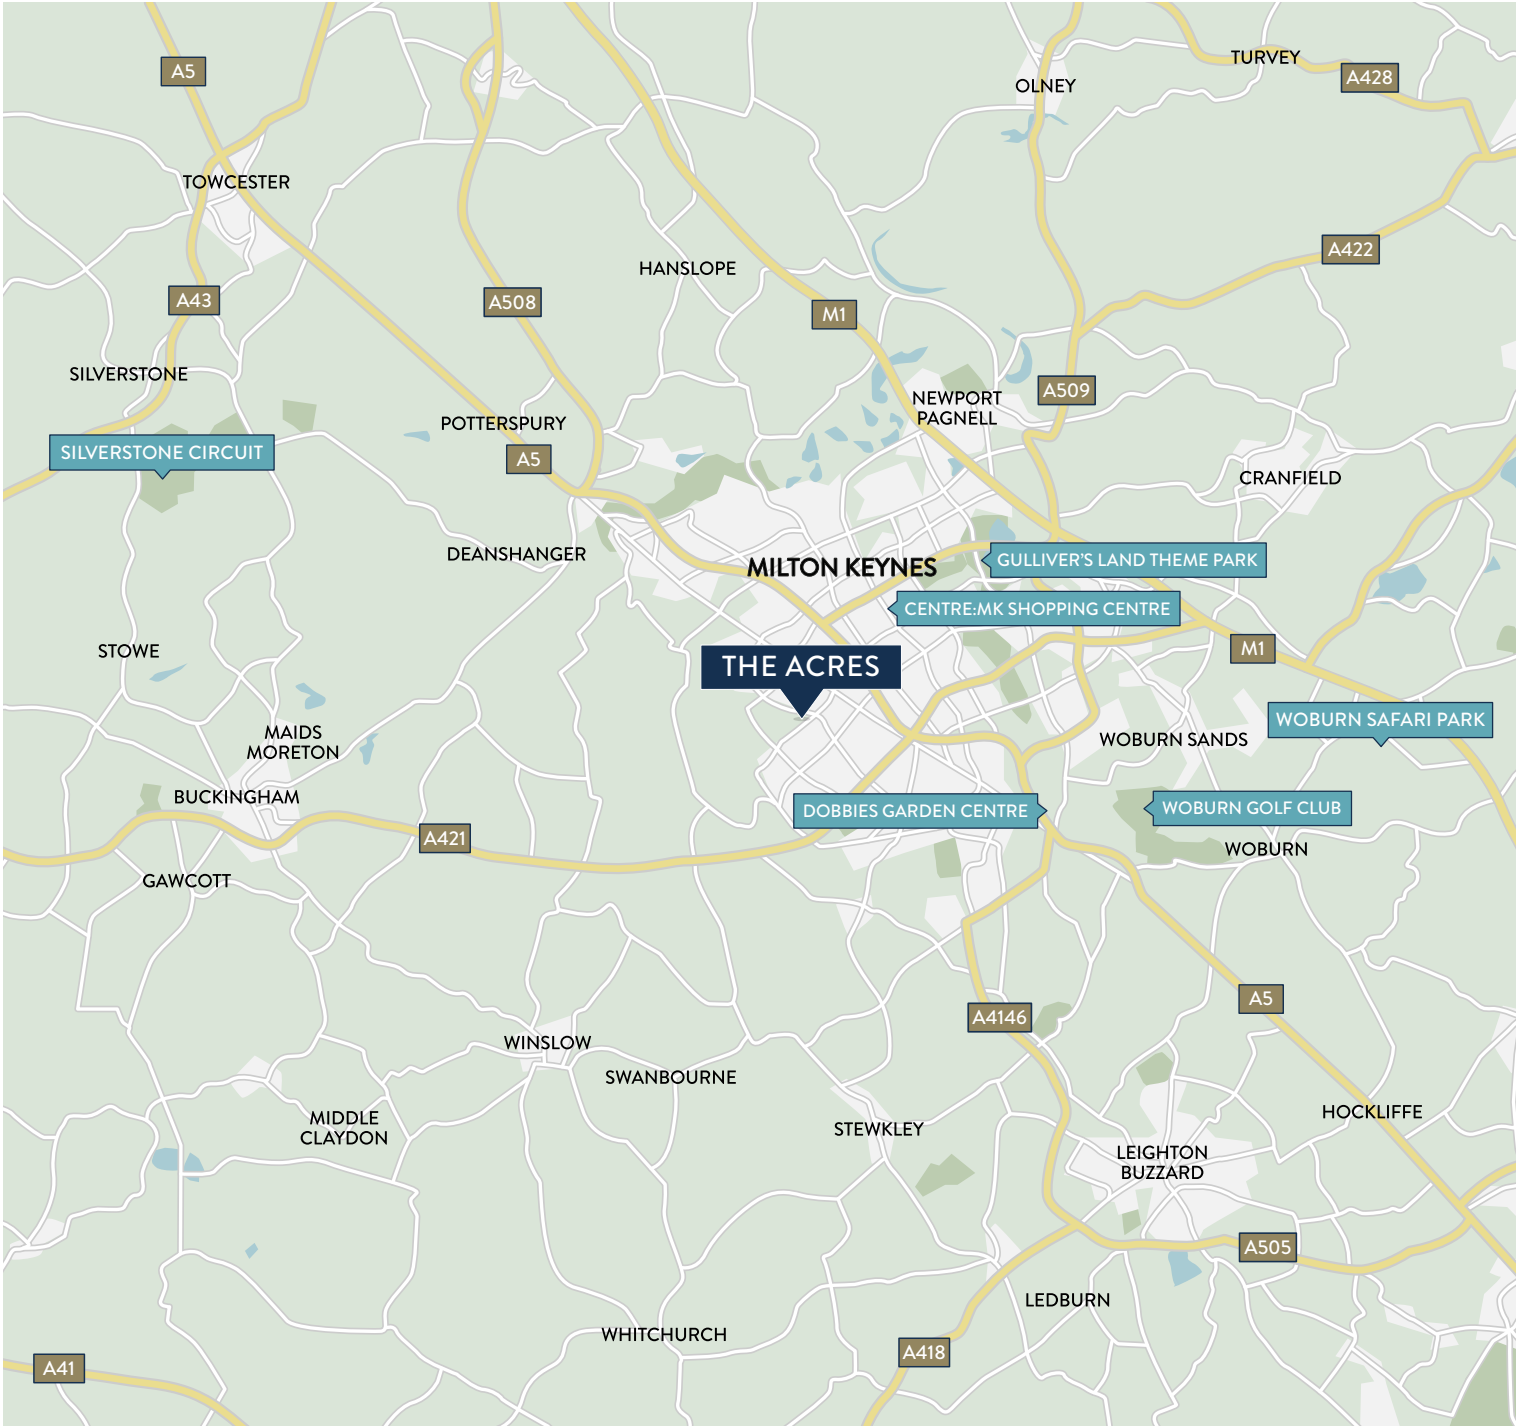 TURVEY
A5
A428
OLNEY
TOWCESTER
A422
HANSLOPE
A43
A508
M1
SILVERSTONE
A509
NEWPORT
PAGNELL
POTTERSPURY
SILVERSTONE CIRCUIT
A5
CRANFIELD
DEANSHANGER
MILTON KEYNES
GULLIVER'S LAND THEME PARK
CENTRE:MK SHOPPING CENTRE
STOWE
M1
THE ACRES
WOBURN SAFARI PARK
MAIDS
MORETON
WOBURN SANDS
BUCKINGHAM
DOBBIES GARDEN CENTRE
WOBURN GOLF CLUB
A421
WOBURN
GAWCOTT
A5
A4146
WINSLOW
SWANBOURNE
MIDDLE
CLAYDON
HOCKLIFFE
STEWKLEY
LEIGHTON
BUZZARD
A505
LEDBURN
WHITCHURCH
A418
A41